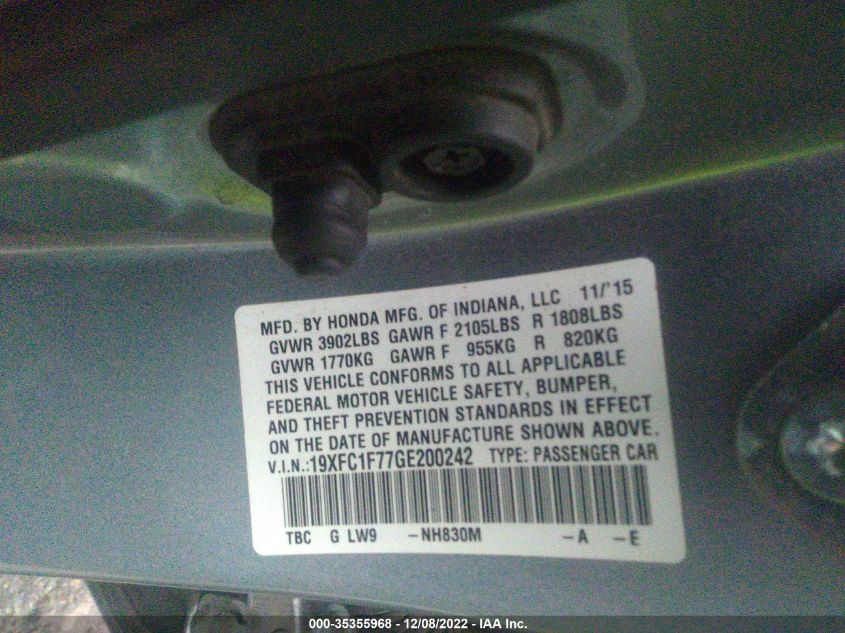 MFD. BY HONDA MFG. OF INDIANA, LLC 11/'15
GVWR 3902LBS GAWR F 2105LBS R 1808LBS
GVWR 1770KG GAWR F 955KG R 820KG
THIS VEHICLE CONFORMS TO ALL APPLICABLE
FEDERAL MOTOR VEHICLE SAFETY, BUMPER,
AND THEFT PREVENTION STANDARDS IN EFFECT
ON THE DATE OF MANUFACTURE SHOWN ABOVE.
V.I.N.:19XFC1F77GE200242 TYPE: PASSENGER CAR
TBC G LW9 -NH830M -A -E
000-35355968 - 12/08/2022 - IAA Inc.